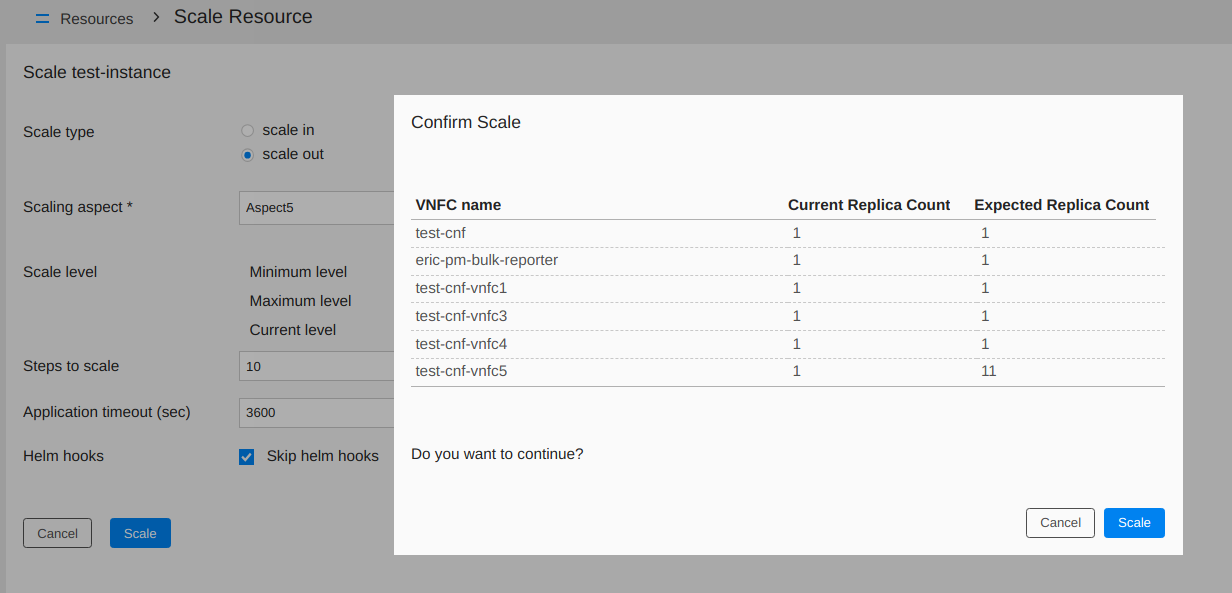 Resources > Scale Resource
Scale test-instance
Scale type
scale in
scale out
Scaling aspect *
Aspect5
Scale level
Minimum level
Maximum level
Current level
Steps to scale
10
Application timeout (sec)
3600
Helm hooks
Skip helm hooks
Cancel Scale
Confirm Scale
VNFC name Current Replica Count Expected Replica Count
test-cnf 1 1
eric-pm-bulk-reporter 1 1
test-cnf-vnfc1 1 1
test-cnf-vnfc3 1 1
test-cnf-vnfc4 1 1
test-cnf-vnfc5 1 11
Do you want to continue?
Cancel Scale